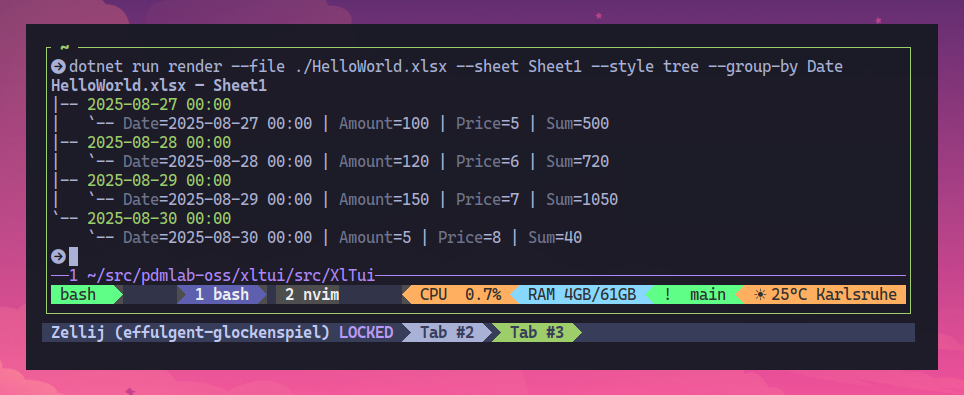 ~
dotnet run render --file ./HelloWorld.xlsx --sheet Sheet1 --style tree --group-by Date
HelloWorld.xlsx — Sheet1
|-- 2025-08-27 00:00
|   `-- Date=2025-08-27 00:00 | Amount=100 | Price=5 | Sum=500
|-- 2025-08-28 00:00
|   `-- Date=2025-08-28 00:00 | Amount=120 | Price=6 | Sum=720
|-- 2025-08-29 00:00
|   `-- Date=2025-08-29 00:00 | Amount=150 | Price=7 | Sum=1050
`-- 2025-08-30 00:00
    `-- Date=2025-08-30 00:00 | Amount=5 | Price=8 | Sum=40
1 ~/src/pdmlab-oss/xltui/src/XlTui
bash 1 bash 2 nvim CPU 0.7% RAM 4GB/61GB ! main ☀ 25°C Karlsruhe
Zellij (effulgent-glockenspiel) LOCKED Tab #2 Tab #3